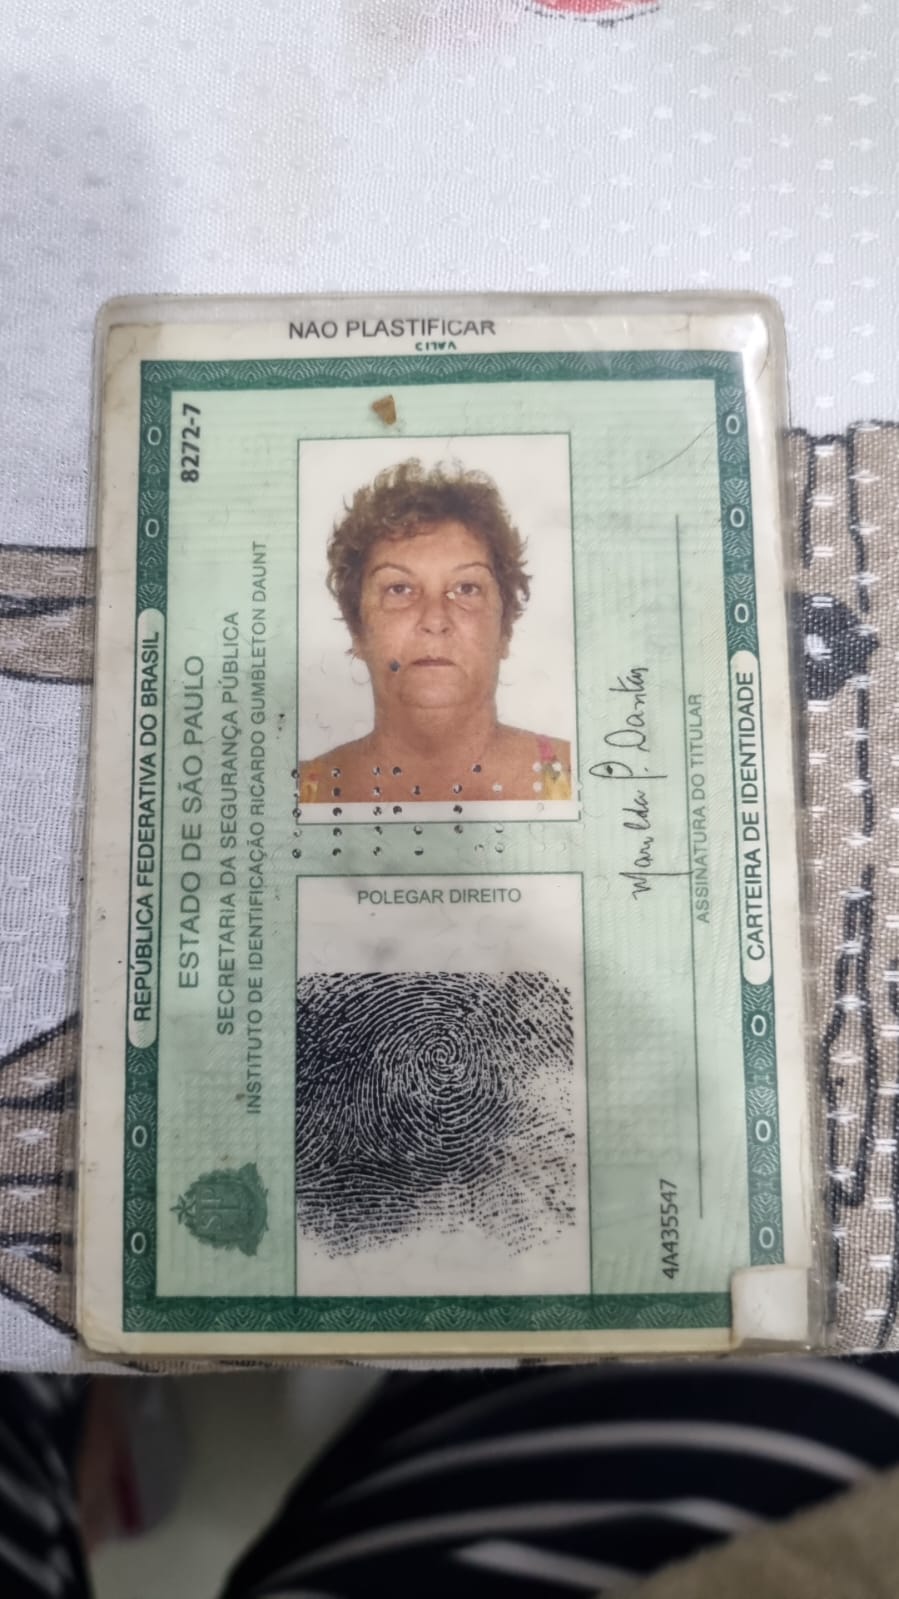 NAO PLASTIFICAR
REPÚBLICA FEDERATIVA DO BRASIL
8272-7
ESTADO DE SÃO PAULO
SECRETARIA DA SEGURANÇA PÚBLICA
INSTITUTO DE IDENTIFICAÇÃO RICARDO GUMBLETON DAUNT
POLEGAR DIREITO
Marilda P. Dantas
ASSINATURA DO TITULAR
4A435547
CARTEIRA DE IDENTIDADE